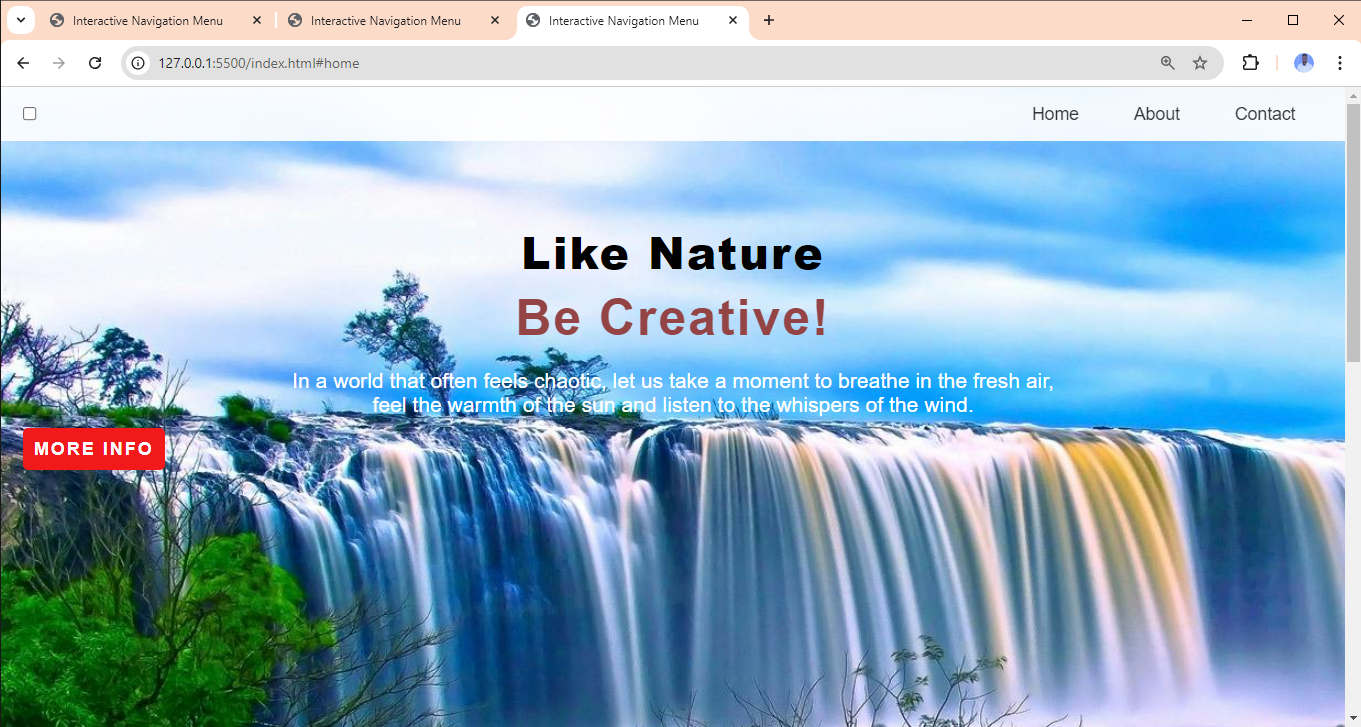 Interactive Navigation Menu
Interactive Navigation Menu
Interactive Navigation Menu
127.0.0.1:5500/index.html#home
Home About Contact
Like Nature
Be Creative!
In a world that often feels chaotic, let us take a moment to breathe in the fresh air,
feel the warmth of the sun and listen to the whispers of the wind.
MORE INFO